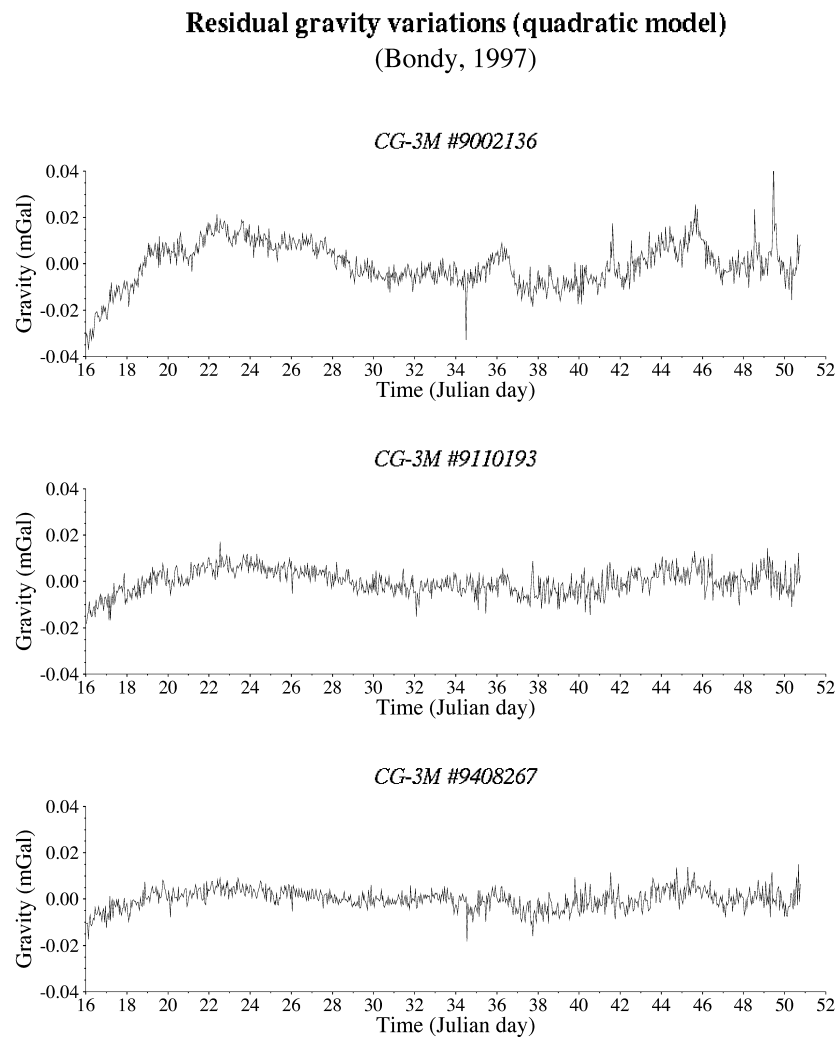 Residual gravity variations (quadratic model)
(Bondy, 1997)
CG-3M #9002136
Gravity (mGal)
0.04
0.02
0.00
-0.02
-0.04
16 18 20 22 24 26 28 30 32 34 36 38 40 42 44 46 48 50 52
Time (Julian day)
CG-3M #9110193
Gravity (mGal)
0.04
0.02
0.00
-0.02
-0.04
16 18 20 22 24 26 28 30 32 34 36 38 40 42 44 46 48 50 52
Time (Julian day)
CG-3M #9408267
Gravity (mGal)
0.04
0.02
0.00
-0.02
-0.04
16 18 20 22 24 26 28 30 32 34 36 38 40 42 44 46 48 50 52
Time (Julian day)